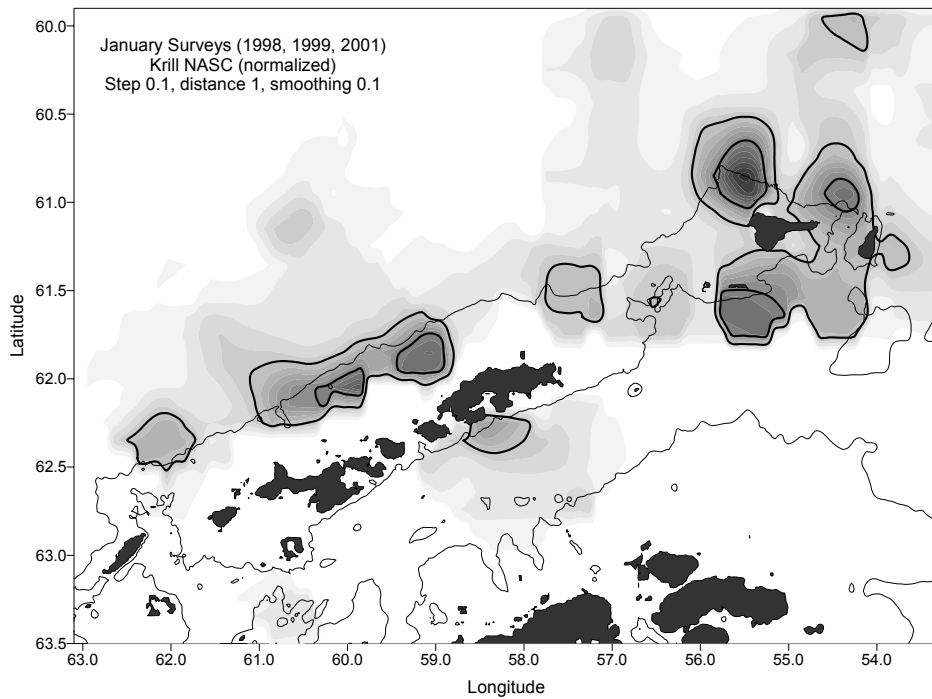 January Surveys (1998, 1999, 2001)
Krill NASC (normalized)
Step 0.1, distance 1, smoothing 0.1
60.0
60.5
61.0
61.5
62.0
62.5
63.0
63.5
Latitude
63.0 62.0 61.0 60.0 59.0 58.0 57.0 56.0 55.0 54.0
Longitude